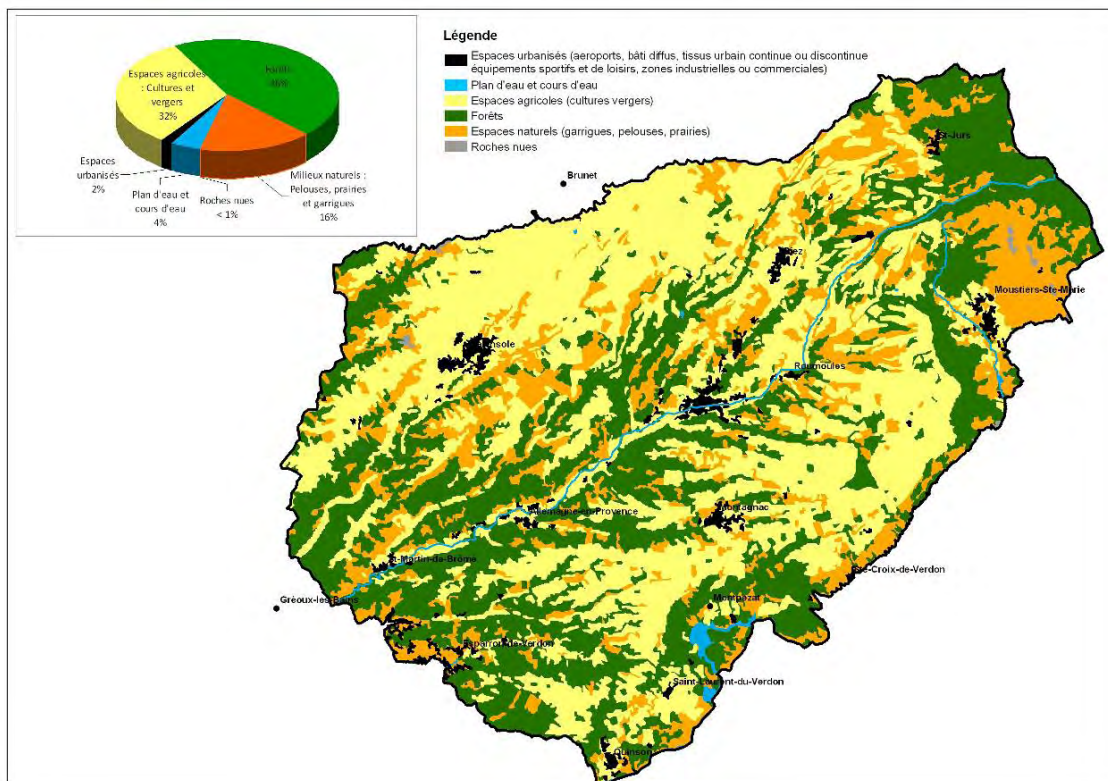 Forêts
46%
Espaces agricoles
: Cultures et
vergers
32%
Espaces
urbanisés
2%
Plan d'eau et
cours d'eau
4%
Roches nues
< 1%
Milieux naturels :
Pelouses, prairies
et garrigues
16%
Légende
Espaces urbanisés (aeroports, bâti diffus, tissus urbain continue ou discontinue
équipements sportifs et de loisirs, zones industrielles ou commerciales)
Plan d'eau et cours d'eau
Espaces agricoles (cultures vergers)
Forêts
Espaces naturels (garrigues, pelouses, prairies)
Roches nues
St-Jurs
Brunet
Moustiers-Ste-Marie
Roumoules
Allemagne-en-Provence
Montagnac
St-Martin-de-Brôme
Ste-Croix-de-Verdon
Gréoux-les-Bains
Montpezat
Esparron-de-Verdon
Saint-Laurent-du-Verdon
Quinson